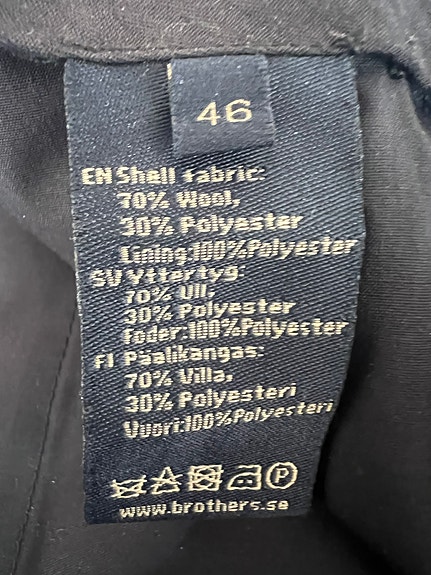 46
EN Shell fabric:
70% Wool,
30% Polyester
Lining:100%Polyester
SV Yttertyg:
70% Ull,
30% Polyester
foder:100%Polyester
FI Päälikangas:
70% Villa,
30% Polyesteri
Vuori:100%Polyesteri
P
www.brothers.se